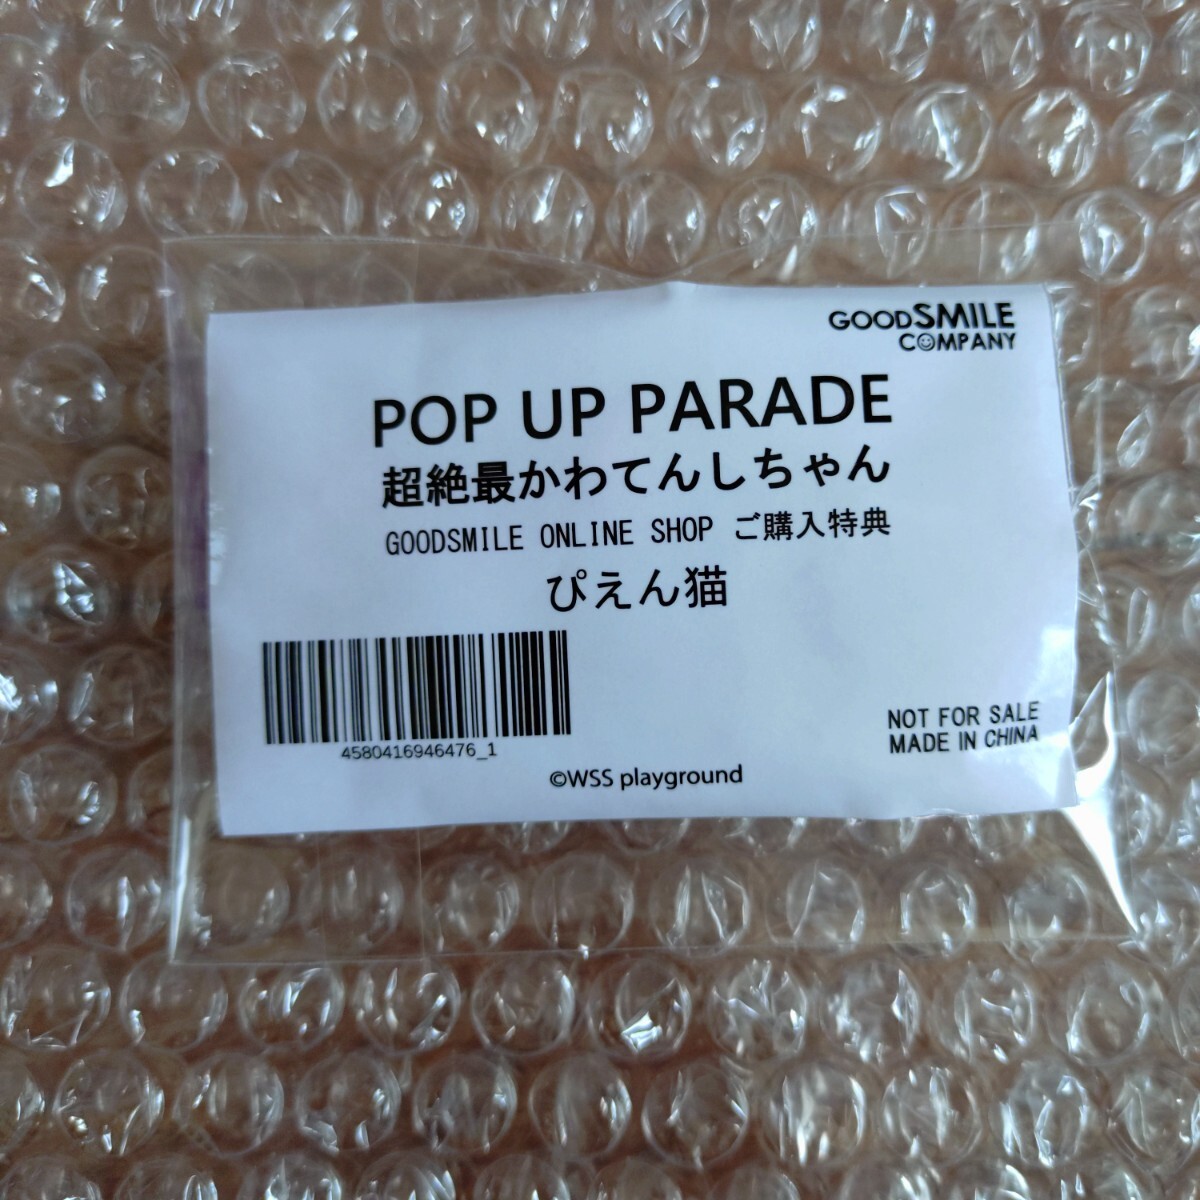 GOODSMILE
COMPANY
POP UP PARADE
超絶最かわてんしちゃん
GOODSMILE ONLINE SHOP ご購入特典
ぴえん猫
4580416946476_1
NOT FOR SALE
MADE IN CHINA
©WSS playground